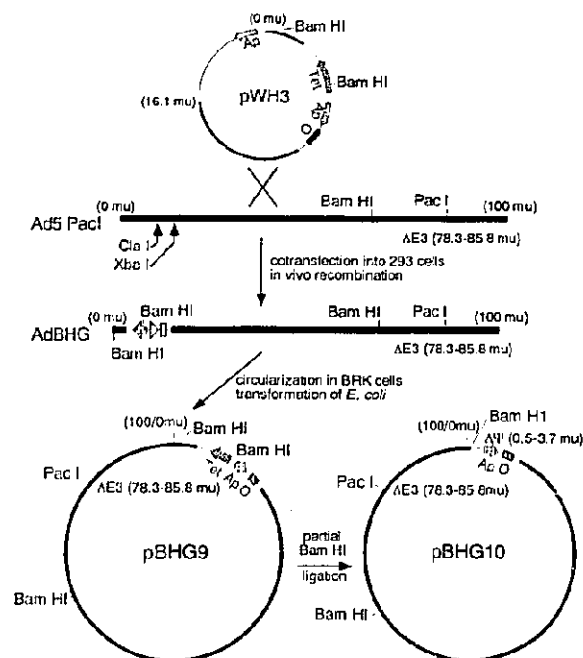 (0 mu)
Bam HI
Ap
Bam HI
Tet
(16.1 mu)
pWH3
Ap
O
Bam HI
Pac I
(0 mu)
(100 mu)
Ad5 PacI
ΔE3 (78.3-85.8 mu)
Cla I
Xba I
cotransfection into 293 cells
in vivo recombination
(0 mu)
Bam HI
Bam HI
Pac I
(100 mu)
AdBHG
Bam HI
ΔE3 (78.3-85.8 mu)
circularization in BRK cells
transformation of E. coli
(100/0mu)
Bam HI
Bam HI
Pac I
Tet Ap O
ΔE3 (78.3-85.8 mu)
pBHG9
Bam HI
partial
Bam HI
ligation
(100/0mu)
Bam H1
ΔΨ (0.5-3.7 mu)
Ap O
Pac I
ΔE3 (78.3-85.8mu)
pBHG10
Bam HI